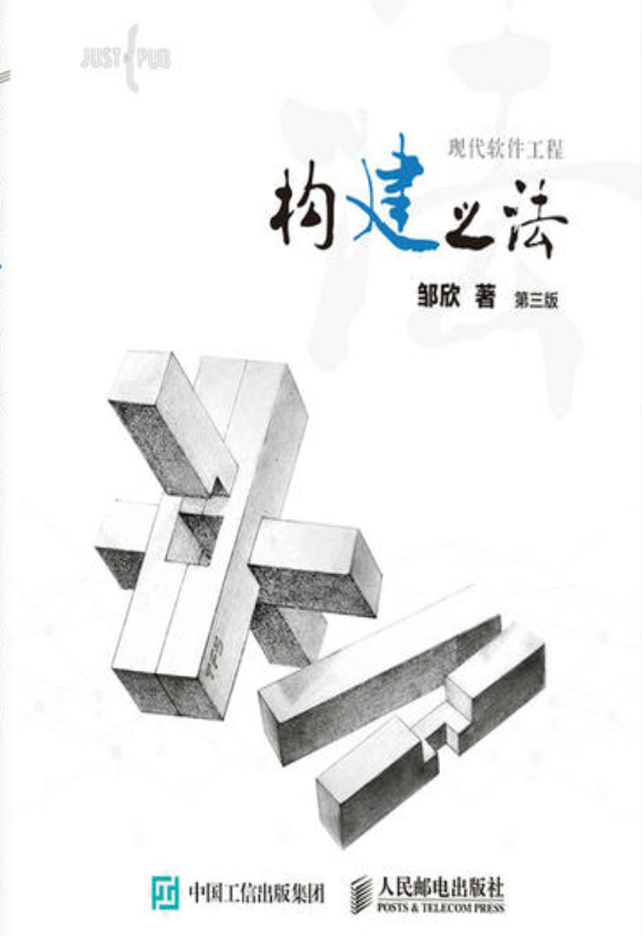 JUST PUB
现代软件工程
构建之法
邹欣 著 第三版
中国工信出版集团
人民邮电出版社
POSTS & TELECOM PRESS